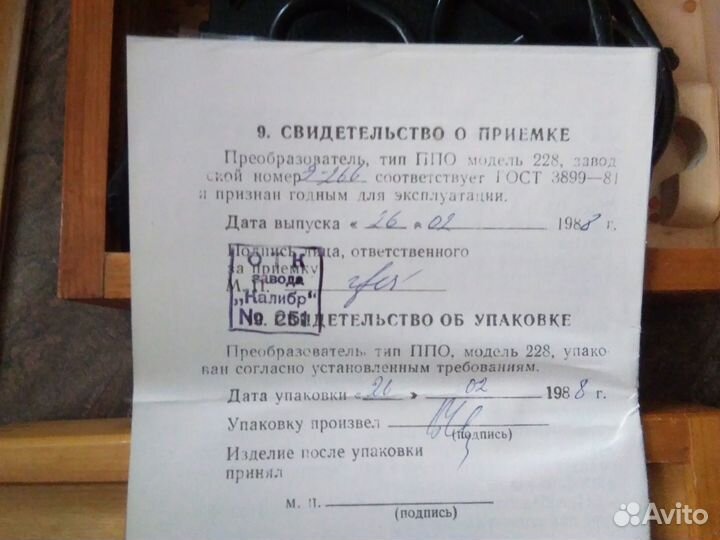 9. СВИДЕТЕЛЬСТВО О ПРИЕМКЕ
Преобразователь, тип ППО модель 228, завод
ской номер 9-266 соответствует ГОСТ 3899—81
и признан годным для эксплуатации.
Дата выпуска « 26 » 02 1988 г.
Подпись лица, ответственного
за приемку
М. П.
ОТК
завода
„Калибр“
№ 251
СВИДЕТЕЛЬСТВО ОБ УПАКОВКЕ
Преобразователь, тип ППО, модель 228, упако-
ван согласно установленным требованиям.
Дата упаковки « 26 » 02 1988 г.
Упаковку произвел
(подпись)
Изделие после упаковки
принял
м. п.
(подпись)
Avito